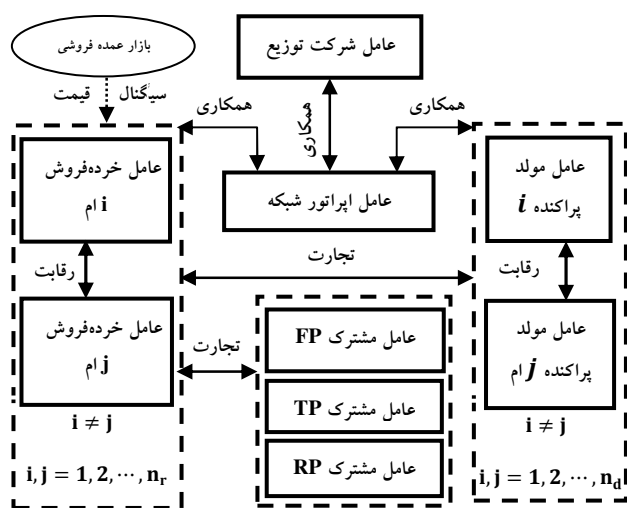 بازار عمده فروشی
سیگنال قیمت
عامل شرکت توزیع
همکاری
همکاری
همکاری
عامل خرده‌فروش
i ام
عامل اپراتور شبکه
عامل مولد
پراکنده i
رقابت
تجارت
رقابت
عامل خرده‌فروش
j ام
تجارت
عامل مشترک FP
عامل مشترک TP
عامل مشترک RP
عامل مولد
پراکنده j ام
i ≠ j
i ≠ j
i, j = 1, 2, ⋯, nᵣ
i, j = 1, 2, ⋯, n_d